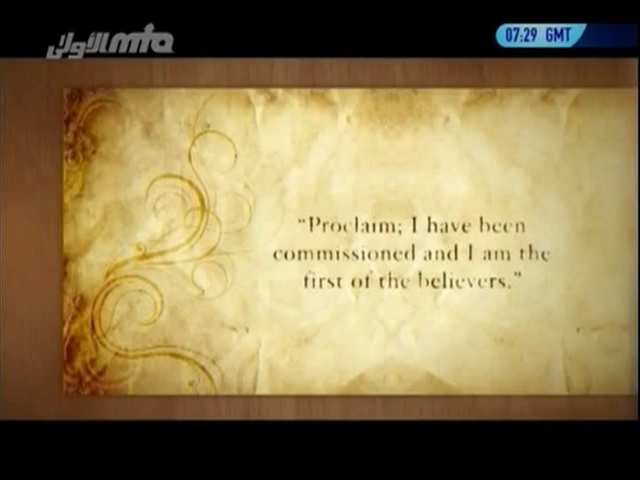 mta الأولى
07:29 GMT
“Proclaim; I have been
commissioned and I am the
first of the believers.”